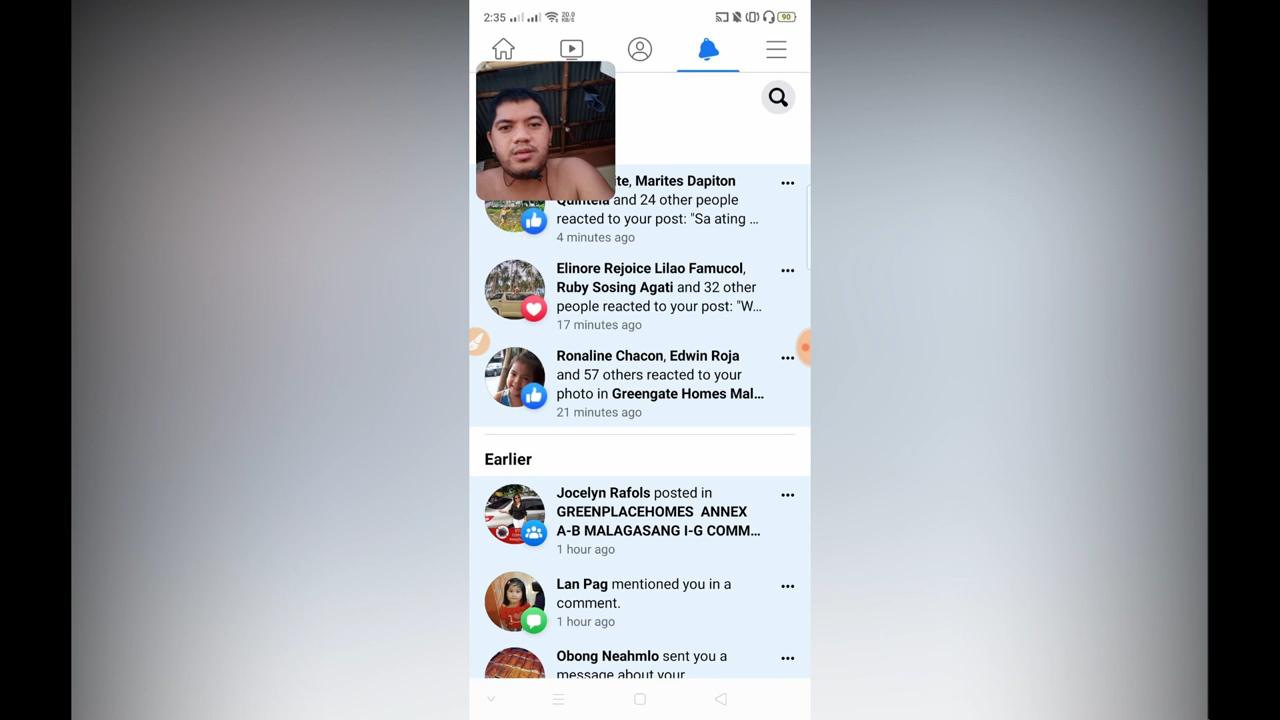 2:35
20.0
KB/S
90
te, Marites Dapiton
Quintela and 24 other people
reacted to your post: "Sa ating ...
4 minutes ago
Elinore Rejoice Lilao Famucol,
Ruby Sosing Agati and 32 other
people reacted to your post: "W...
17 minutes ago
Ronaline Chacon, Edwin Roja
and 57 others reacted to your
photo in Greengate Homes Mal...
21 minutes ago
Earlier
Jocelyn Rafols posted in
GREENPLACEHOMES ANNEX
A-B MALAGASANG I-G COMM...
1 hour ago
Lan Pag mentioned you in a
comment.
1 hour ago
Obong Neahmlo sent you a
message about your